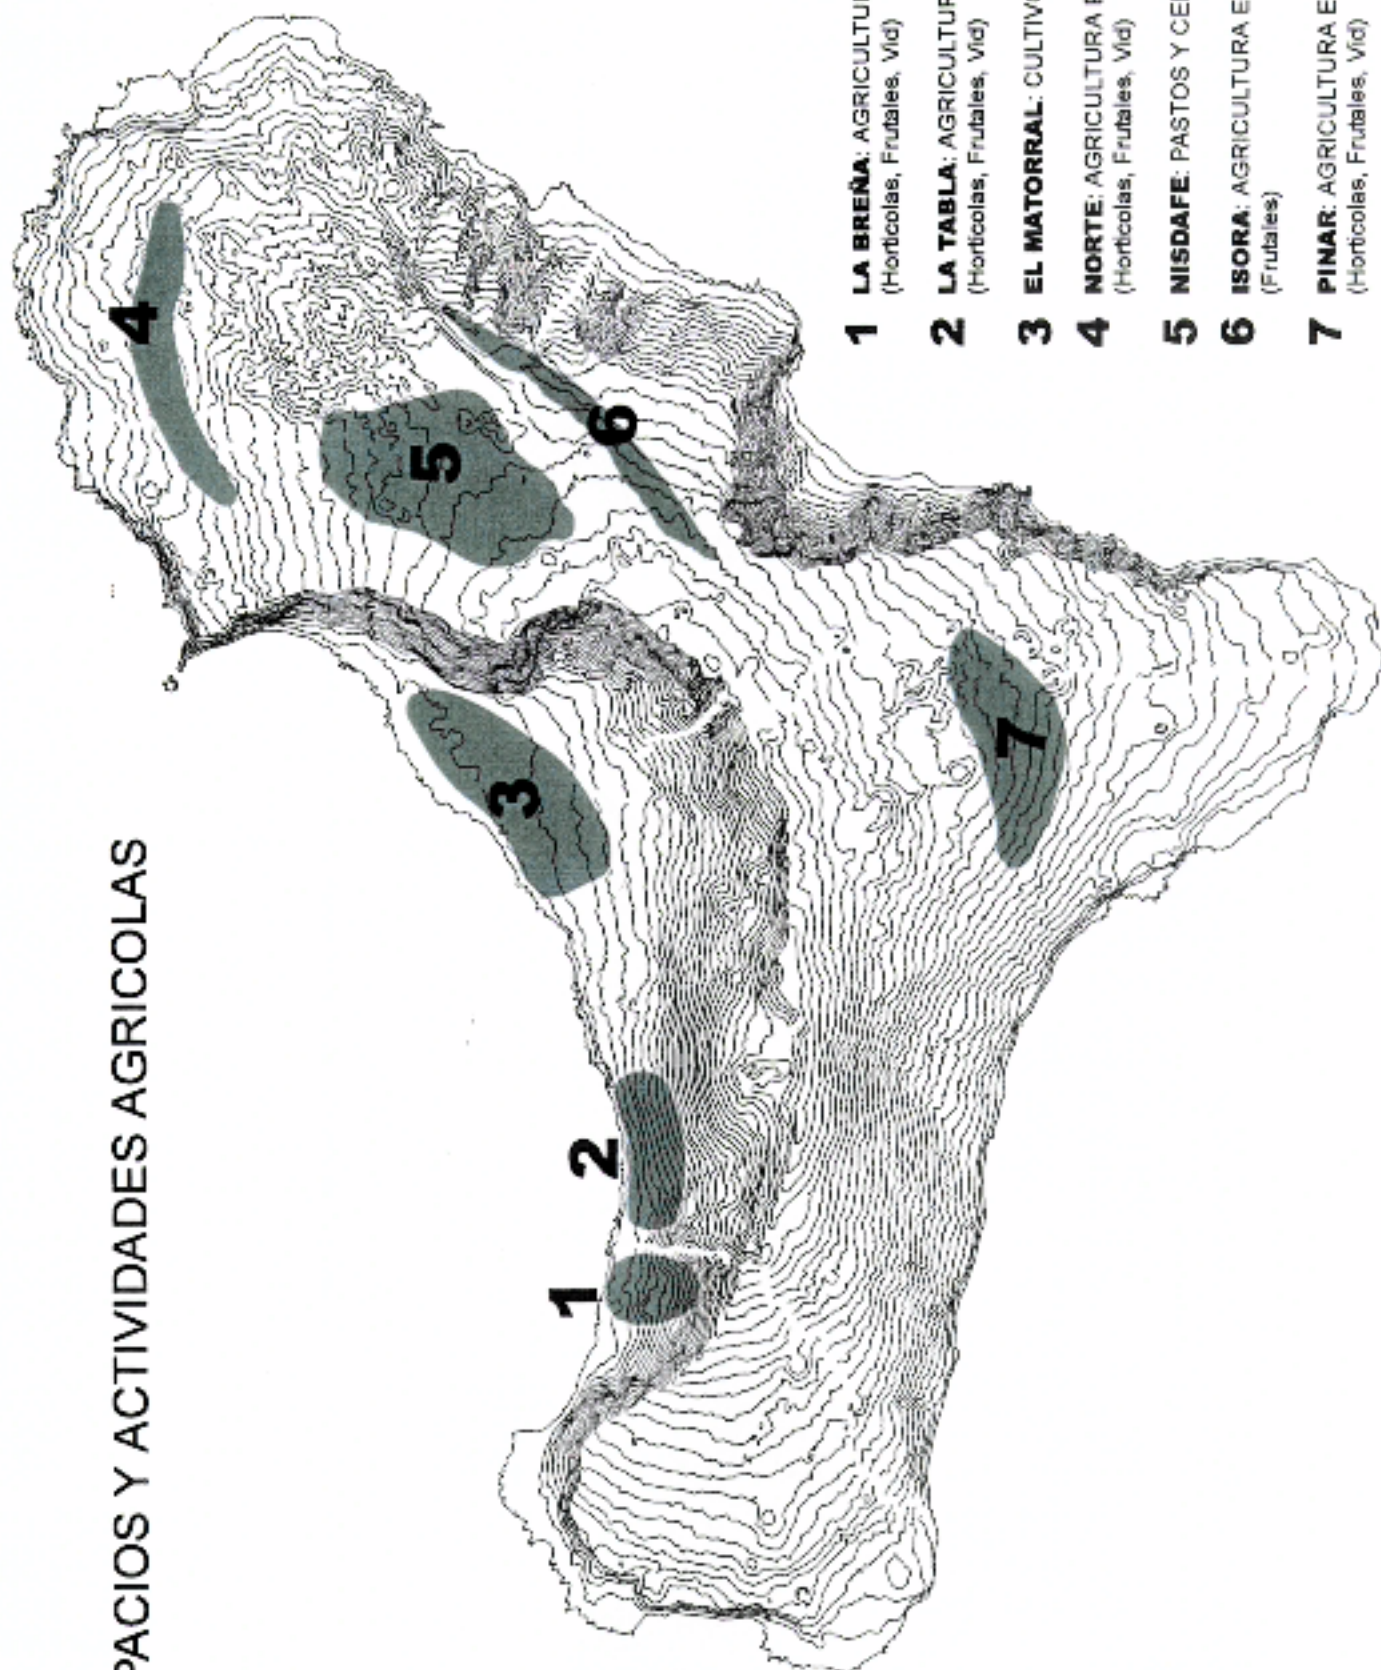 PACIOS Y ACTIVIDADES AGRICOLAS
1 LA BREÑA: AGRICULTU
(Horticolas, Frutales, Vid)
2 LA TABLA: AGRICULTUR
(Horticolas, Frutales, Vid)
3 EL MATORRAL: CULTIVO
4 NORTE: AGRICULTURA E
(Horticolas, Frutales, Vid)
5 NISDAFE: PASTOS Y CE
6 ISORA: AGRICULTURA E
(Frutales)
7 PINAR: AGRICULTURA E
(Horticolas, Frutales, Vid)
1
2
3
4
5
6
7